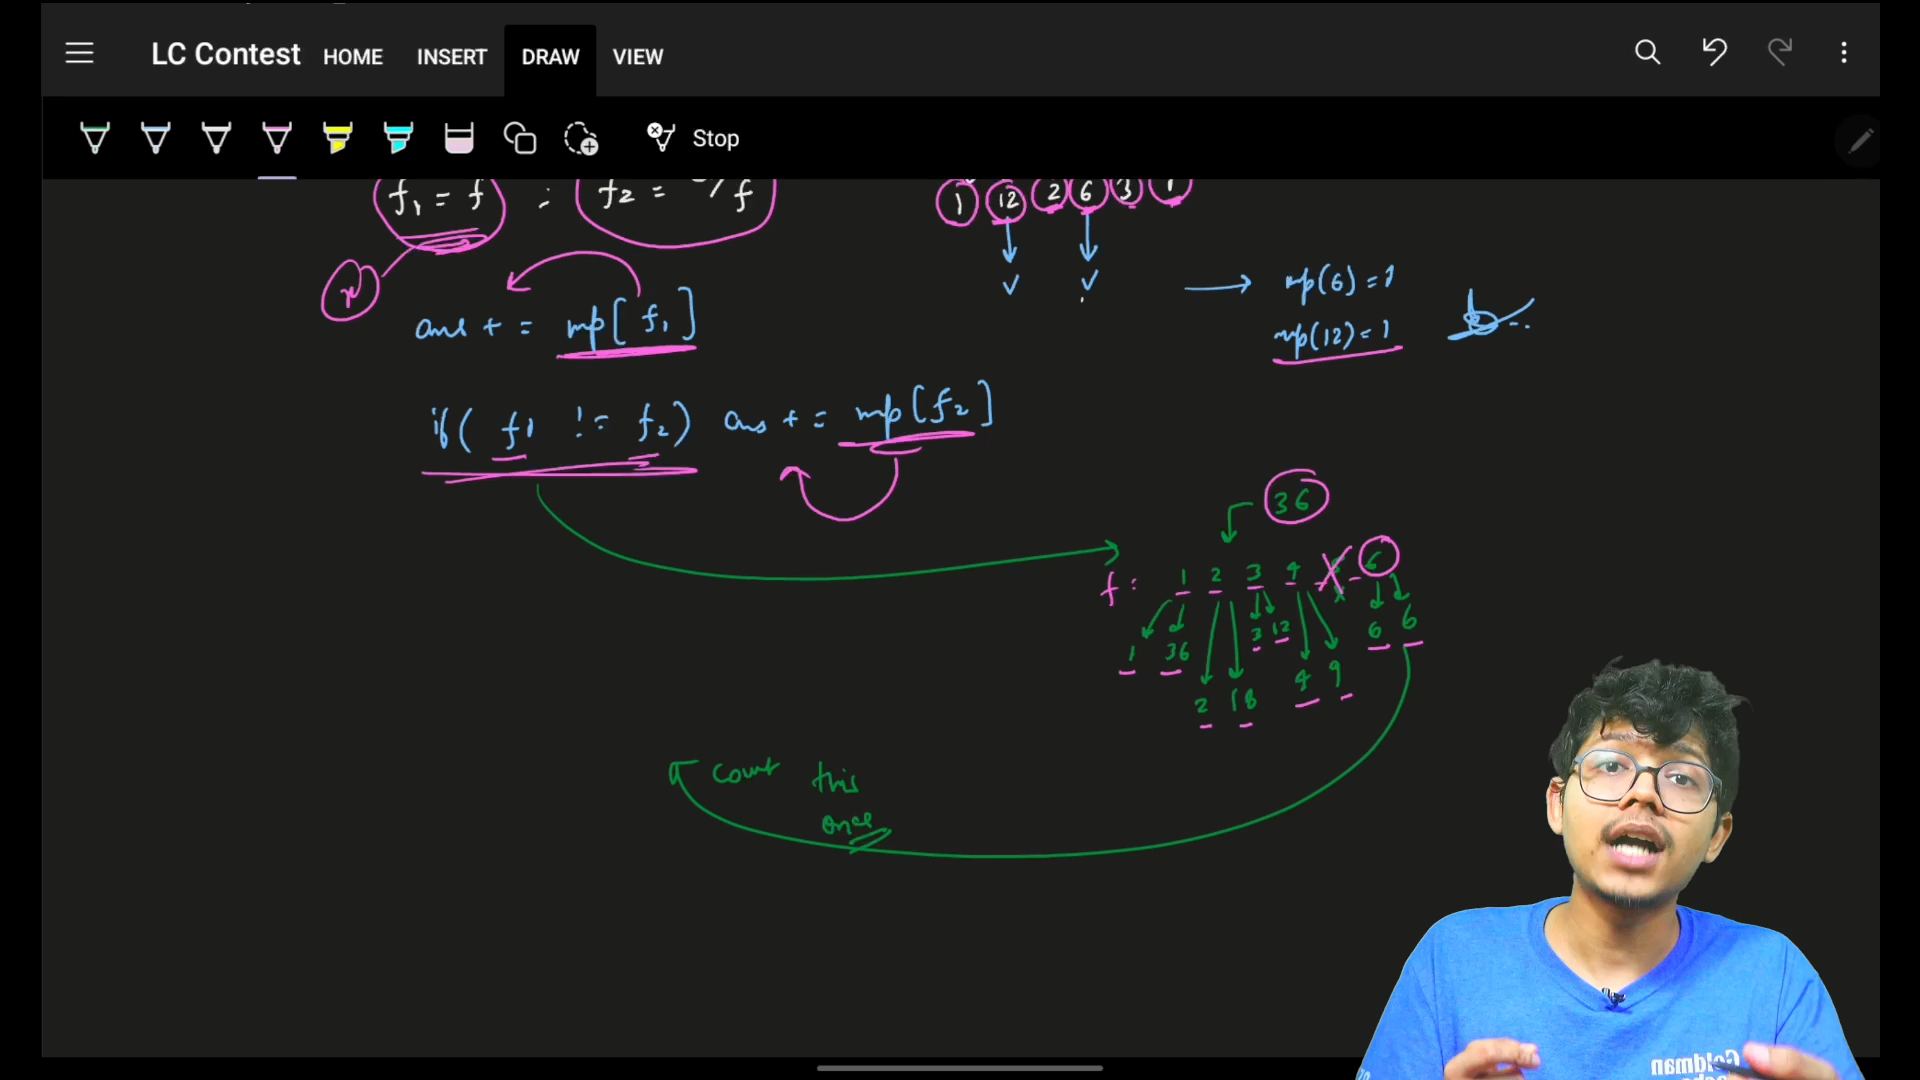 LC Contest HOME INSERT DRAW VIEW
Stop
f1 = f : f2 = / f
1 12 2 6 3 1
ans + = mp[f1]
→ mp(6) = 1
mp(12) = 1
if( f1 != f2) ans + = mp[f2]
36
f: 1 2 3 4 6
1 36 3 12 6 6
2 18 4 9
count this
once
Goldman